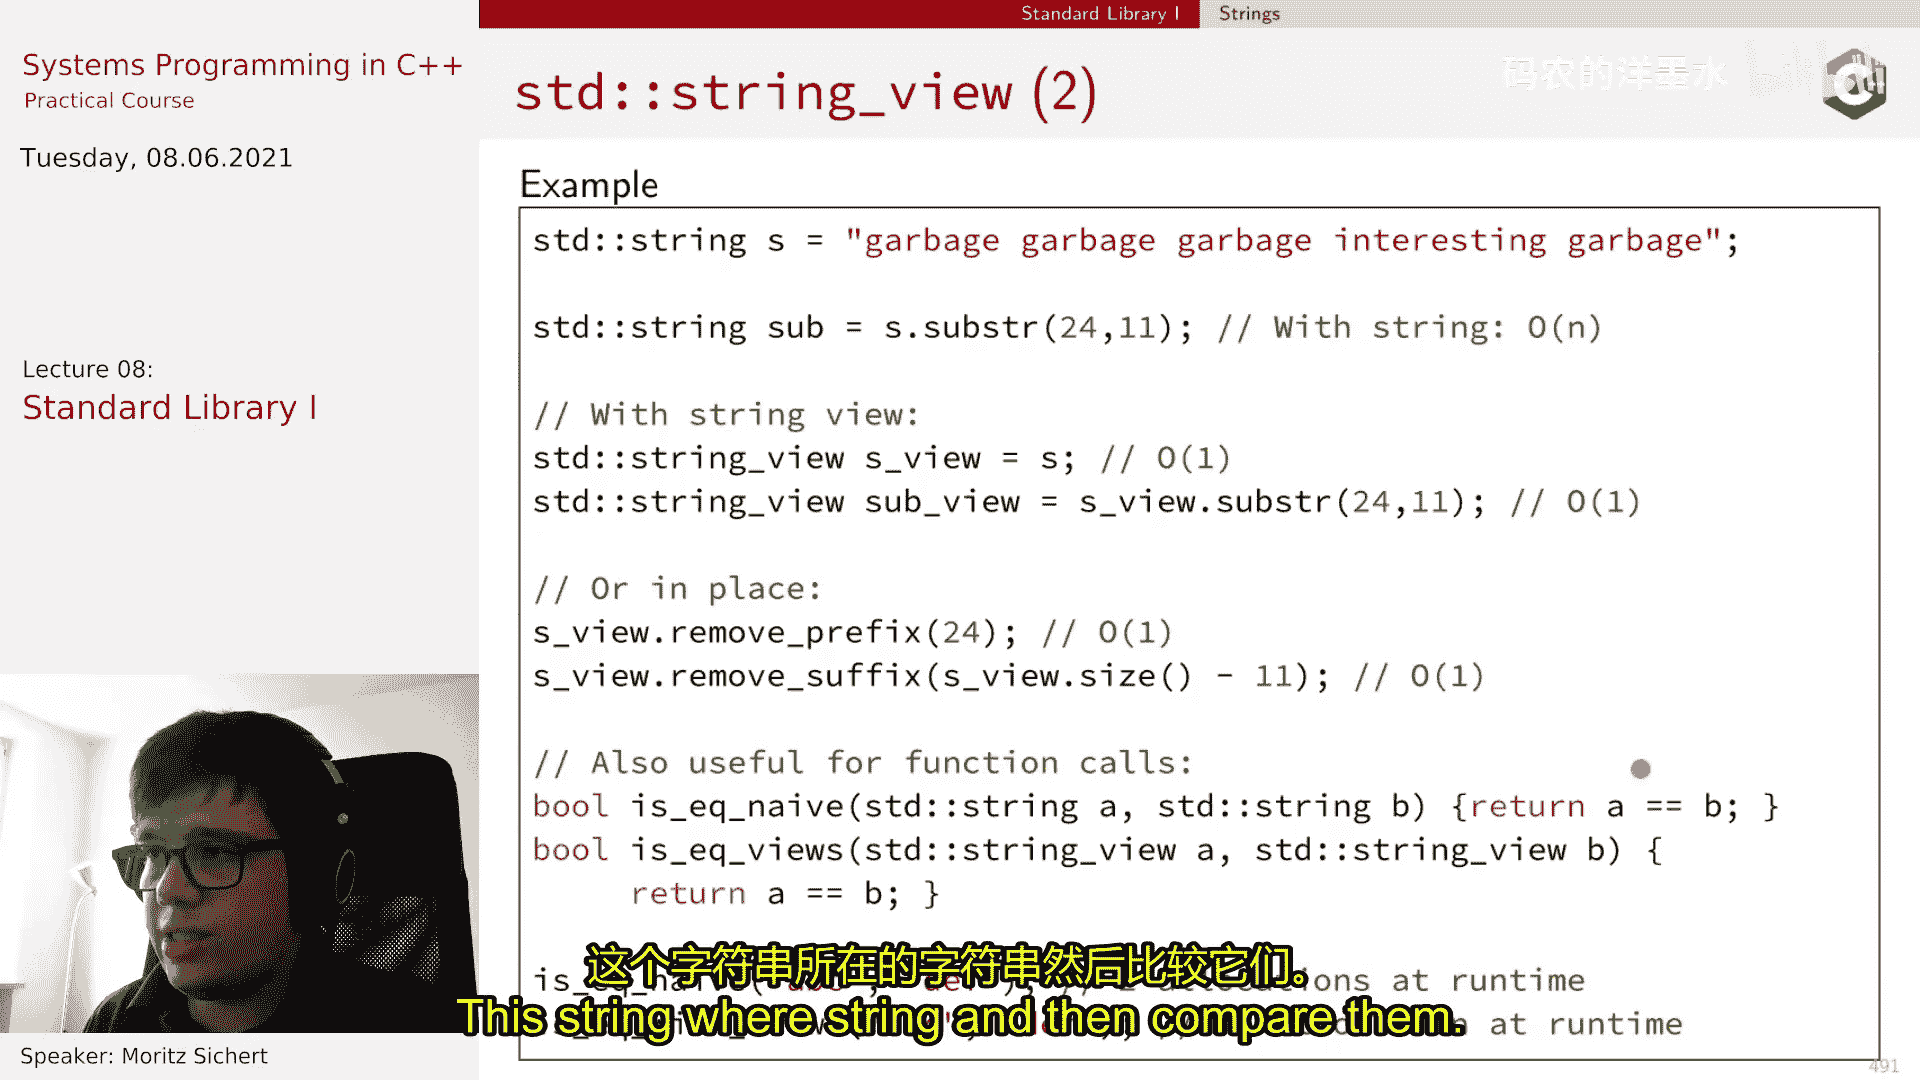 Standard Library I
Strings
Systems Programming in C++
Practical Course
Tuesday, 08.06.2021
Lecture 08:
Standard Library I
Speaker: Moritz Sichert
std::string_view (2)
码农的洋墨水
Example
std::string s = "garbage garbage garbage interesting garbage";
std::string sub = s.substr(24,11); // With string: O(n)
// With string view:
std::string_view s_view = s; // O(1)
std::string_view sub_view = s_view.substr(24,11); // O(1)
// Or in place:
s_view.remove_prefix(24); // O(1)
s_view.remove_suffix(s_view.size() - 11); // O(1)
// Also useful for function calls:
bool is_eq_naive(std::string a, std::string b) {return a == b; }
bool is_eq_views(std::string_view a, std::string_view b) {
return a == b; }
at runtime
at runtime
这个字符串所在的字符串然后比较它们。
This string where string and then compare them.
491